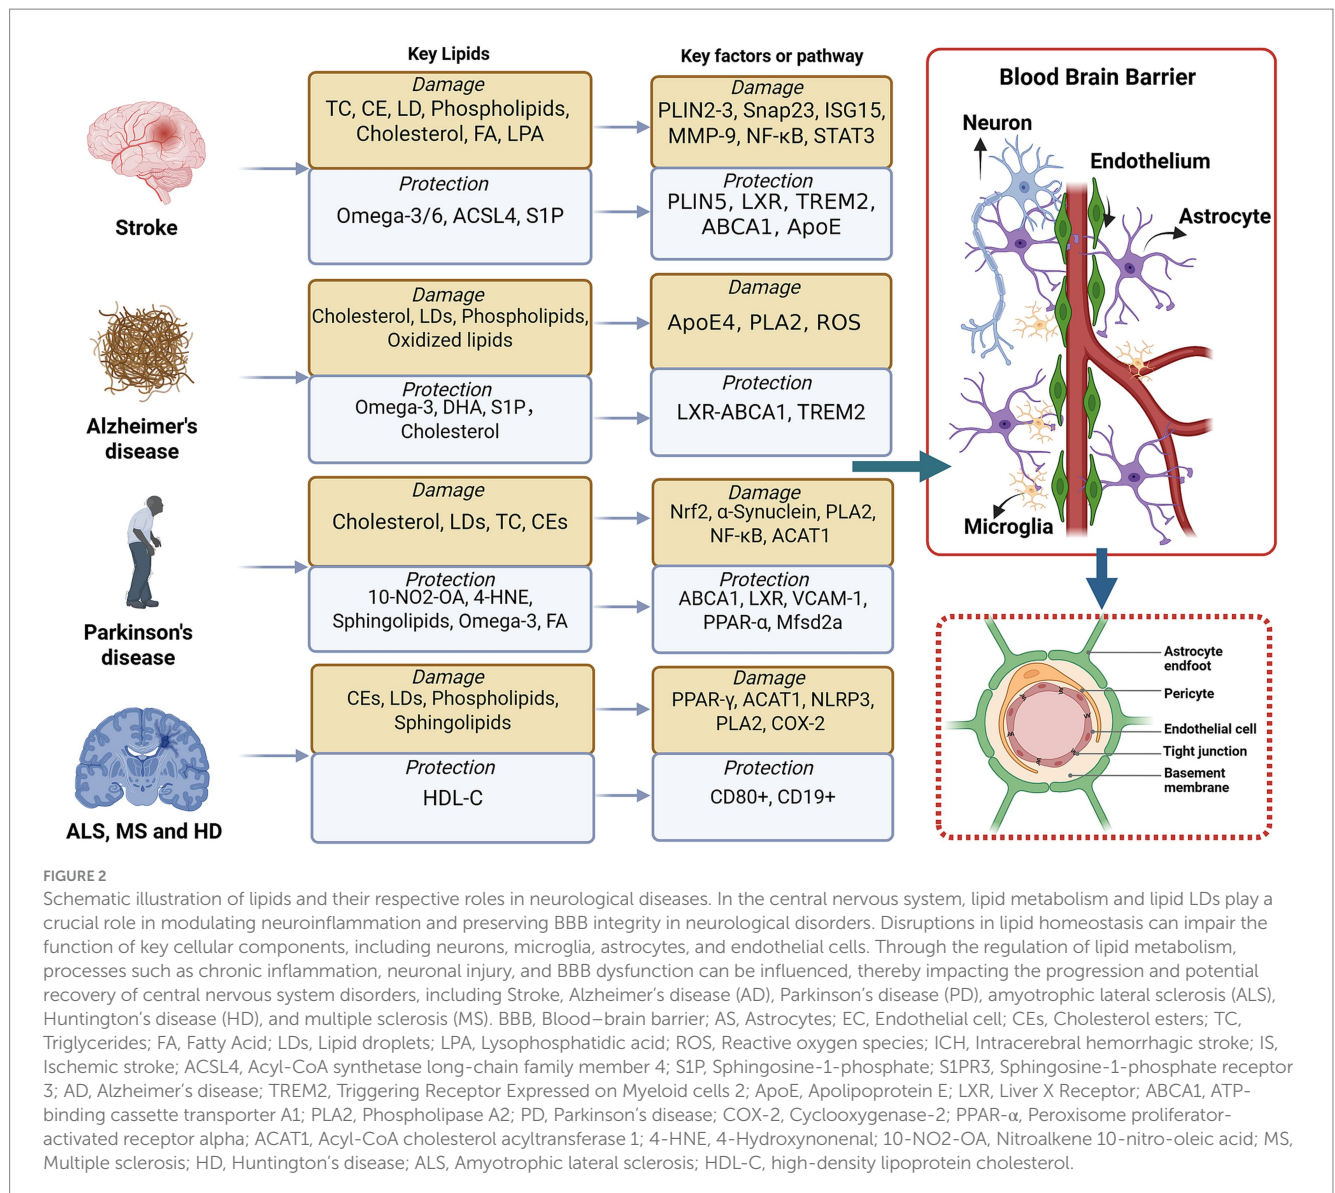 Key Lipids
Key factors or pathway
Damage
TC, CE, LD, Phospholipids,
Cholesterol, FA, LPA
Damage
PLIN2-3, Snap23, ISG15,
MMP-9, NF-κB, STAT3
Protection
Omega-3/6, ACSL4, S1P
Protection
PLIN5, LXR, TREM2,
ABCA1, ApoE
Stroke
Damage
Cholesterol, LDs, Phospholipids,
Oxidized lipids
Damage
ApoE4, PLA2, ROS
Protection
Omega-3, DHA, S1P，
Cholesterol
Protection
LXR-ABCA1, TREM2
Alzheimer's
disease
Damage
Cholesterol, LDs, TC, CEs
Damage
Nrf2, α-Synuclein, PLA2,
NF-κB, ACAT1
Protection
10-NO2-OA, 4-HNE,
Sphingolipids, Omega-3, FA
Protection
ABCA1, LXR, VCAM-1,
PPAR-α, Mfsd2a
Parkinson's
disease
Damage
CEs, LDs, Phospholipids,
Sphingolipids
Damage
PPAR-γ, ACAT1, NLRP3,
PLA2, COX-2
Protection
HDL-C
Protection
CD80+, CD19+
ALS, MS and HD
Blood Brain Barrier
Neuron
Endothelium
Astrocyte
Microglia
Astrocyte
endfoot
Pericyte
Endothelial cell
Tight junction
Basement
membrane
FIGURE 2
Schematic illustration of lipids and their respective roles in neurological diseases. In the central nervous system, lipid metabolism and lipid LDs play a
crucial role in modulating neuroinflammation and preserving BBB integrity in neurological disorders. Disruptions in lipid homeostasis can impair the
function of key cellular components, including neurons, microglia, astrocytes, and endothelial cells. Through the regulation of lipid metabolism,
processes such as chronic inflammation, neuronal injury, and BBB dysfunction can be influenced, thereby impacting the progression and potential
recovery of central nervous system disorders, including Stroke, Alzheimer's disease (AD), Parkinson's disease (PD), amyotrophic lateral sclerosis (ALS),
Huntington's disease (HD), and multiple sclerosis (MS). BBB, Blood–brain barrier; AS, Astrocytes; EC, Endothelial cell; CEs, Cholesterol esters; TC,
Triglycerides; FA, Fatty Acid; LDs, Lipid droplets; LPA, Lysophosphatidic acid; ROS, Reactive oxygen species; ICH, Intracerebral hemorrhagic stroke; IS,
Ischemic stroke; ACSL4, Acyl-CoA synthetase long-chain family member 4; S1P, Sphingosine-1-phosphate; S1PR3, Sphingosine-1-phosphate receptor
3; AD, Alzheimer's disease; TREM2, Triggering Receptor Expressed on Myeloid cells 2; ApoE, Apolipoprotein E; LXR, Liver X Receptor; ABCA1, ATP-
binding cassette transporter A1; PLA2, Phospholipase A2; PD, Parkinson's disease; COX-2, Cyclooxygenase-2; PPAR-α, Peroxisome proliferator-
activated receptor alpha; ACAT1, Acyl-CoA cholesterol acyltransferase 1; 4-HNE, 4-Hydroxynonenal; 10-NO2-OA, Nitroalkene 10-nitro-oleic acid; MS,
Multiple sclerosis; HD, Huntington's disease; ALS, Amyotrophic lateral sclerosis; HDL-C, high-density lipoprotein cholesterol.